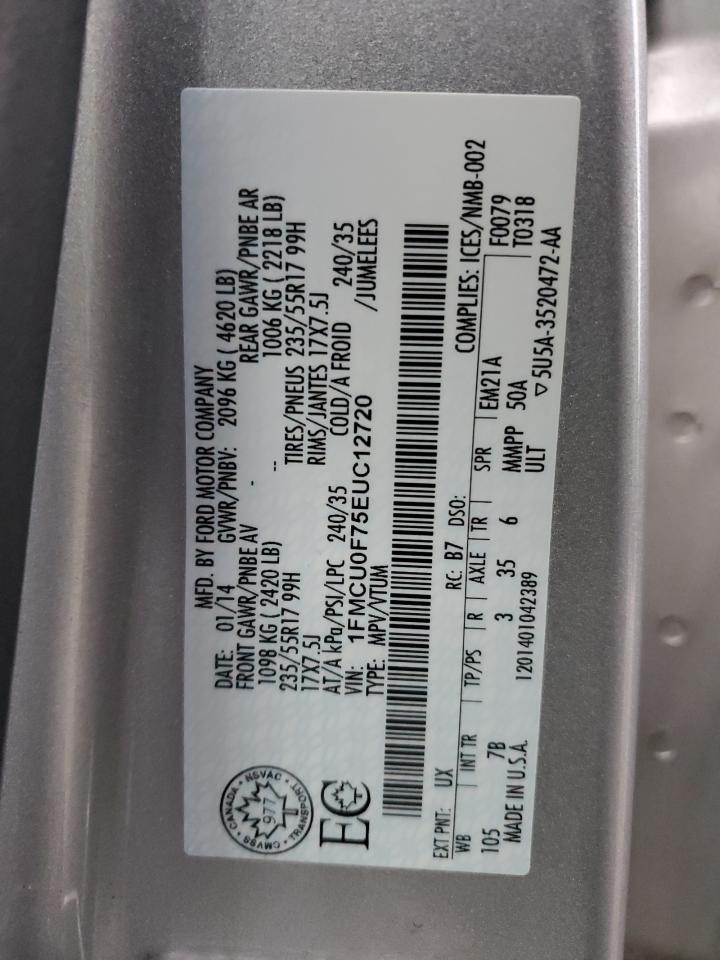 MFD. BY FORD MOTOR COMPANY
DATE: 01/14 GVWR/PNBV: 2096 KG ( 4620 LB)
FRONT GAWR/PNBE AV - REAR GAWR/PNBE AR
1098 KG ( 2420 LB) -- 1006 KG ( 2218 LB)
235/55R17 99H TIRES/PNEUS 235/55R17 99H
17X7.5J RIMS/JANTES 17X7.5J
AT/A kPa/PSI/LPC 240/35 COLD/A FROID 240/35
VIN: 1FMCU0F75EUC12720 /JUMELEES
TYPE: MPV/VTUM
CANADA • NSVAC • TRANSPORT • CMVSS •
977
EC
COMPLIES: ICES/NMB-002
EXT PNT: UX RC: B7 DSO:
WB INT TR TP/PS R AXLE TR SPR EM21A F0079
105 7B 3 35 6 MMPP 50A T0318
MADE IN U.S.A. 1201401042389 ULT ▽5U5A-3520472-AA